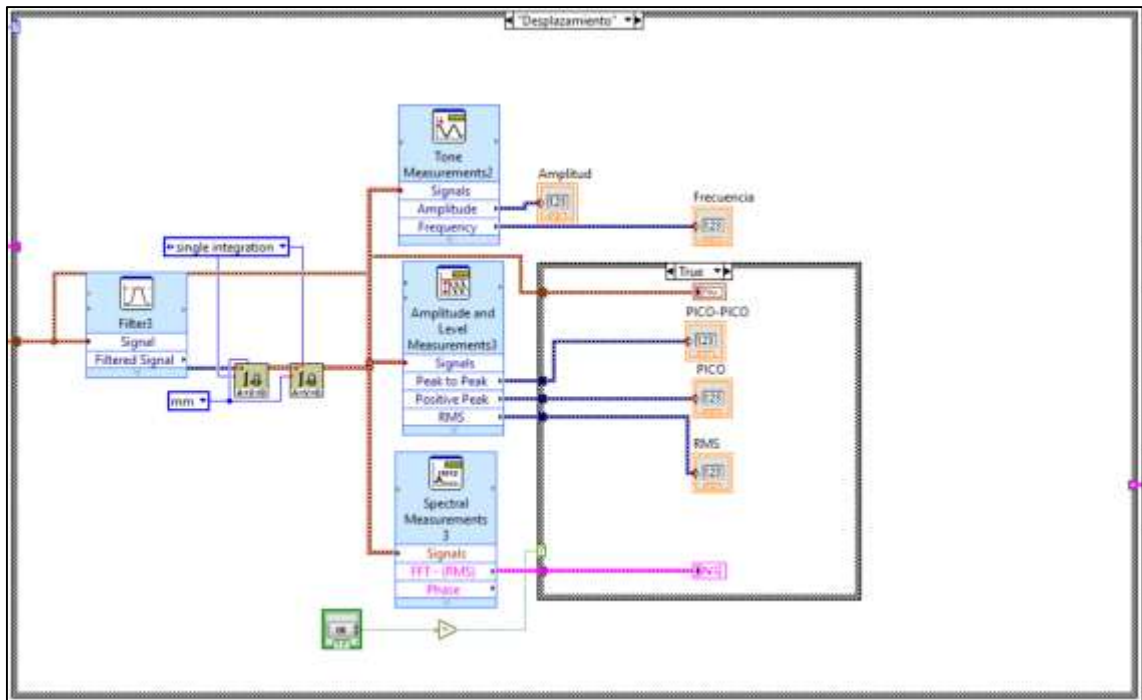 "Desplazamiento"
Tone
Measurements2
Signals
Amplitude
Frequency
Amplitud
Frecuencia
single integration
Filter3
Signal
Filtered Signal
mm
Amplitude and
Level
Measurements3
Signals
Peak to Peak
Positive Peak
RMS
True
PICO-PICO
PICO
RMS
Spectral
Measurements
3
Signals
FFT - (RMS)
Phase